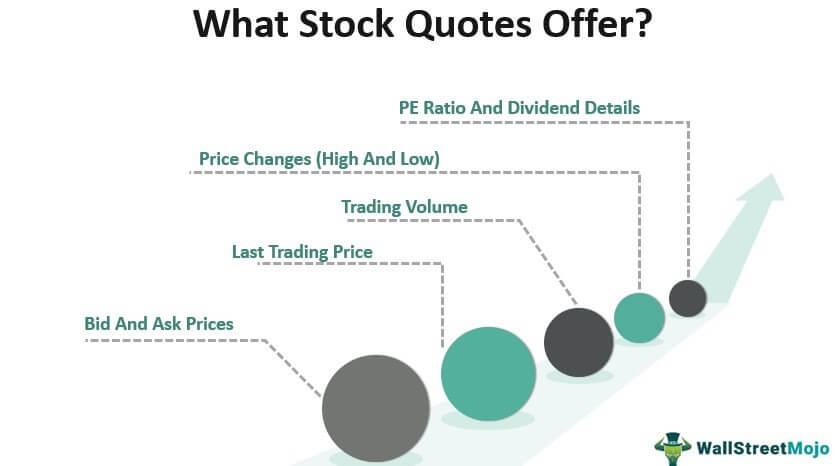 What Stock Quotes Offer?
PE Ratio And Dividend Details
Price Changes (High And Low)
Trading Volume
Last Trading Price
Bid And Ask Prices
WallStreetMojo